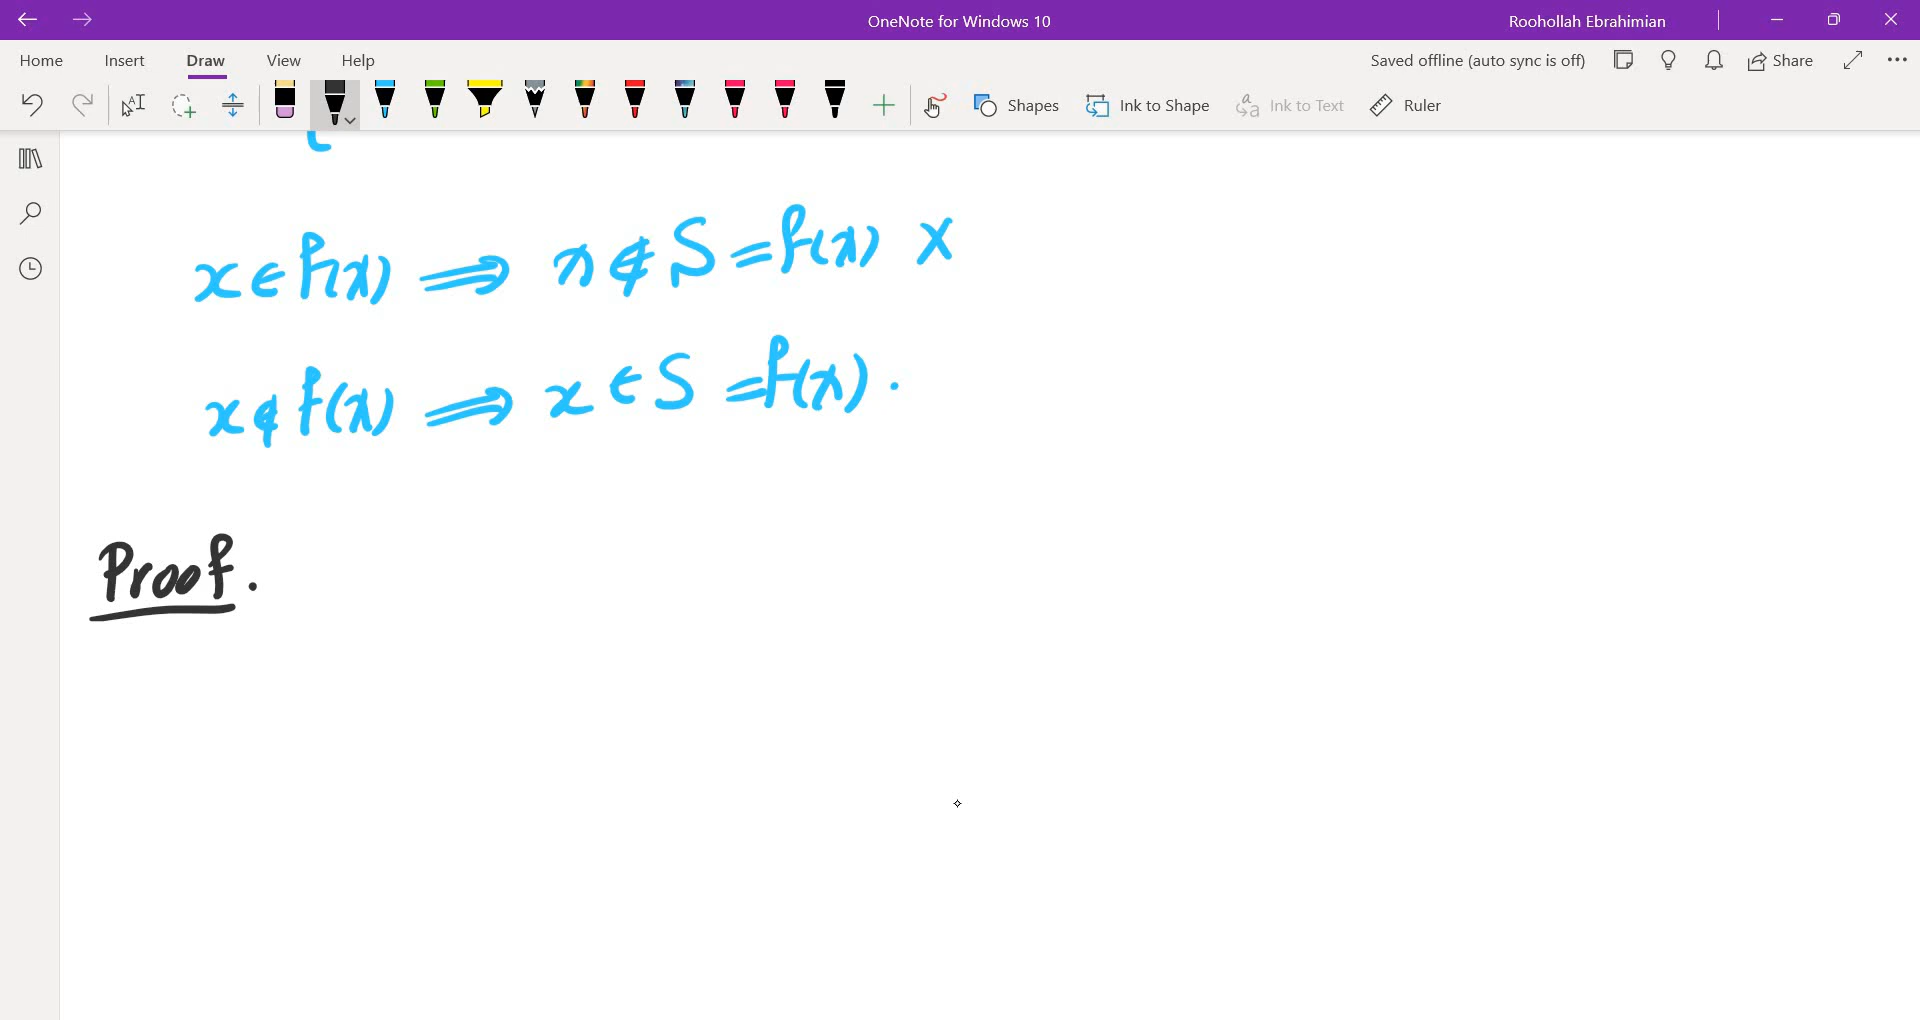 OneNote for Windows 10
Roohollah Ebrahimian
Home Insert Draw View Help
Saved offline (auto sync is off) Share
Shapes Ink to Shape Ink to Text Ruler
x ∈ f(x) ⟹ x ∉ S = f(x) X
x ∉ f(x) ⟹ x ∈ S = f(x).
Proof.